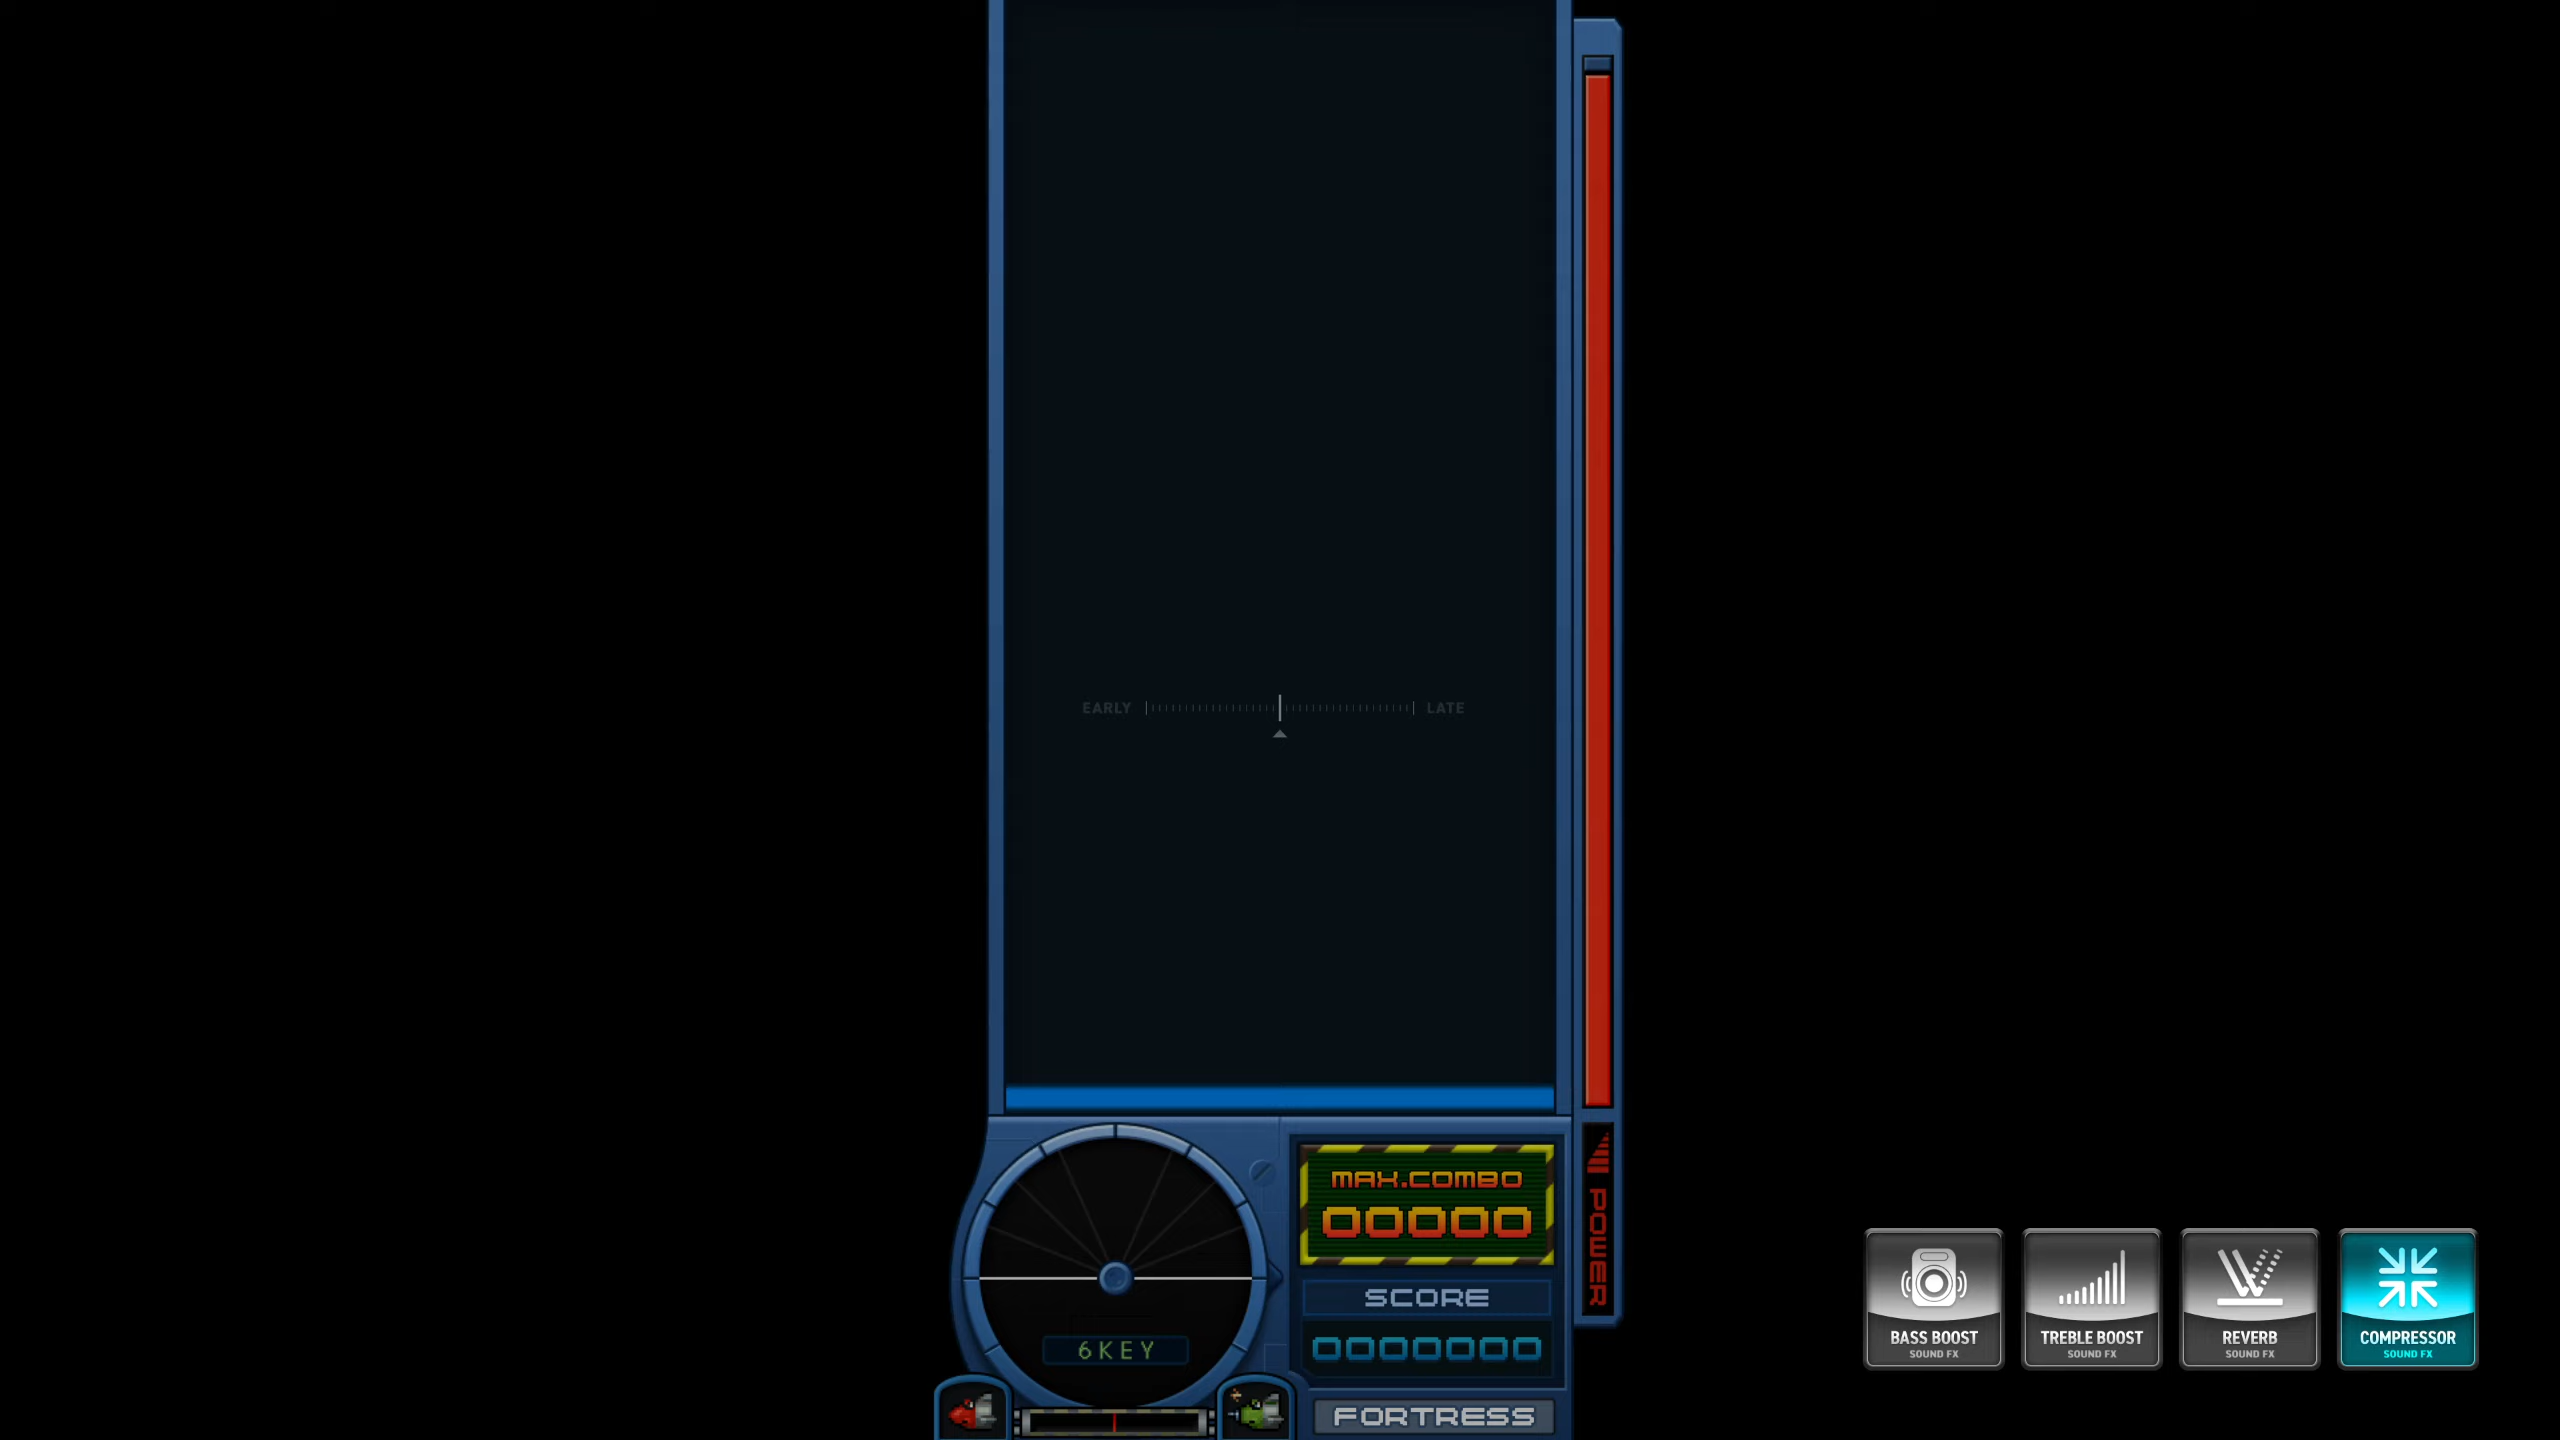 EARLY
LATE
MAX.COMBO
00000
POWER
SCORE
0000000
6KEY
FORTRESS
BASS BOOST
SOUND FX
TREBLE BOOST
SOUND FX
REVERB
SOUND FX
COMPRESSOR
SOUND FX